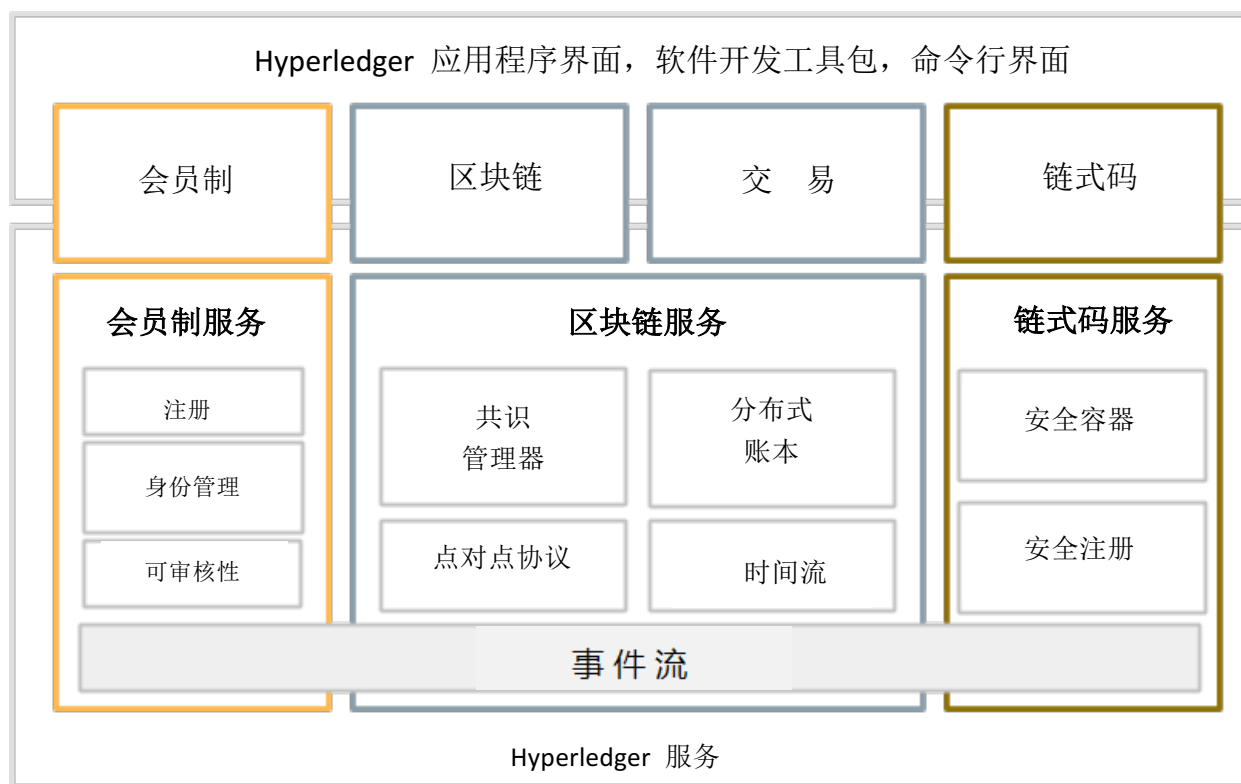 Hyperledger 应用程序界面，软件开发工具包，命令行界面
会员制
区块链
交 易
链式码
会员制服务
注册
身份管理
可审核性
区块链服务
共识
管理器
分布式
账本
点对点协议
时间流
链式码服务
安全容器
安全注册
事件流
Hyperledger 服务